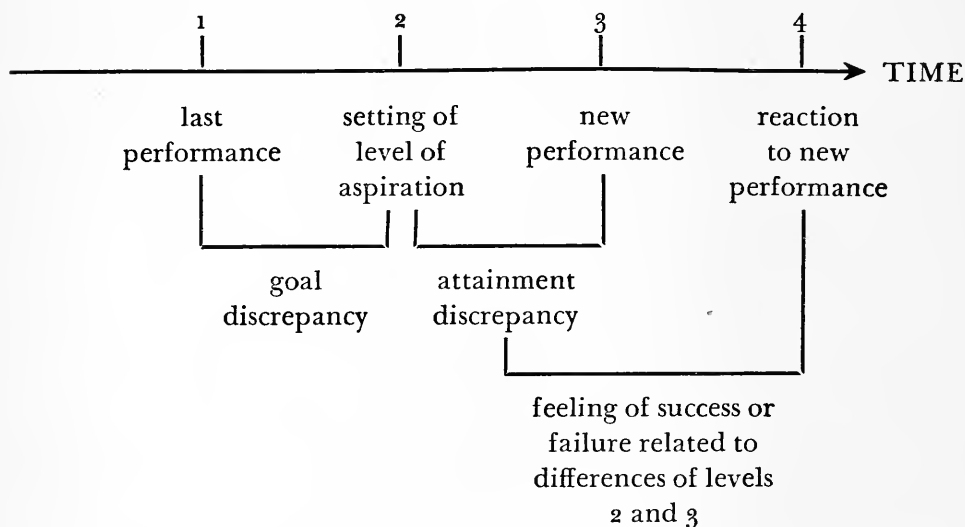 1 2 3 4
TIME
last performance
setting of level of aspiration
new performance
reaction to new performance
goal discrepancy
attainment discrepancy
feeling of success or
failure related to
differences of levels
2 and 3